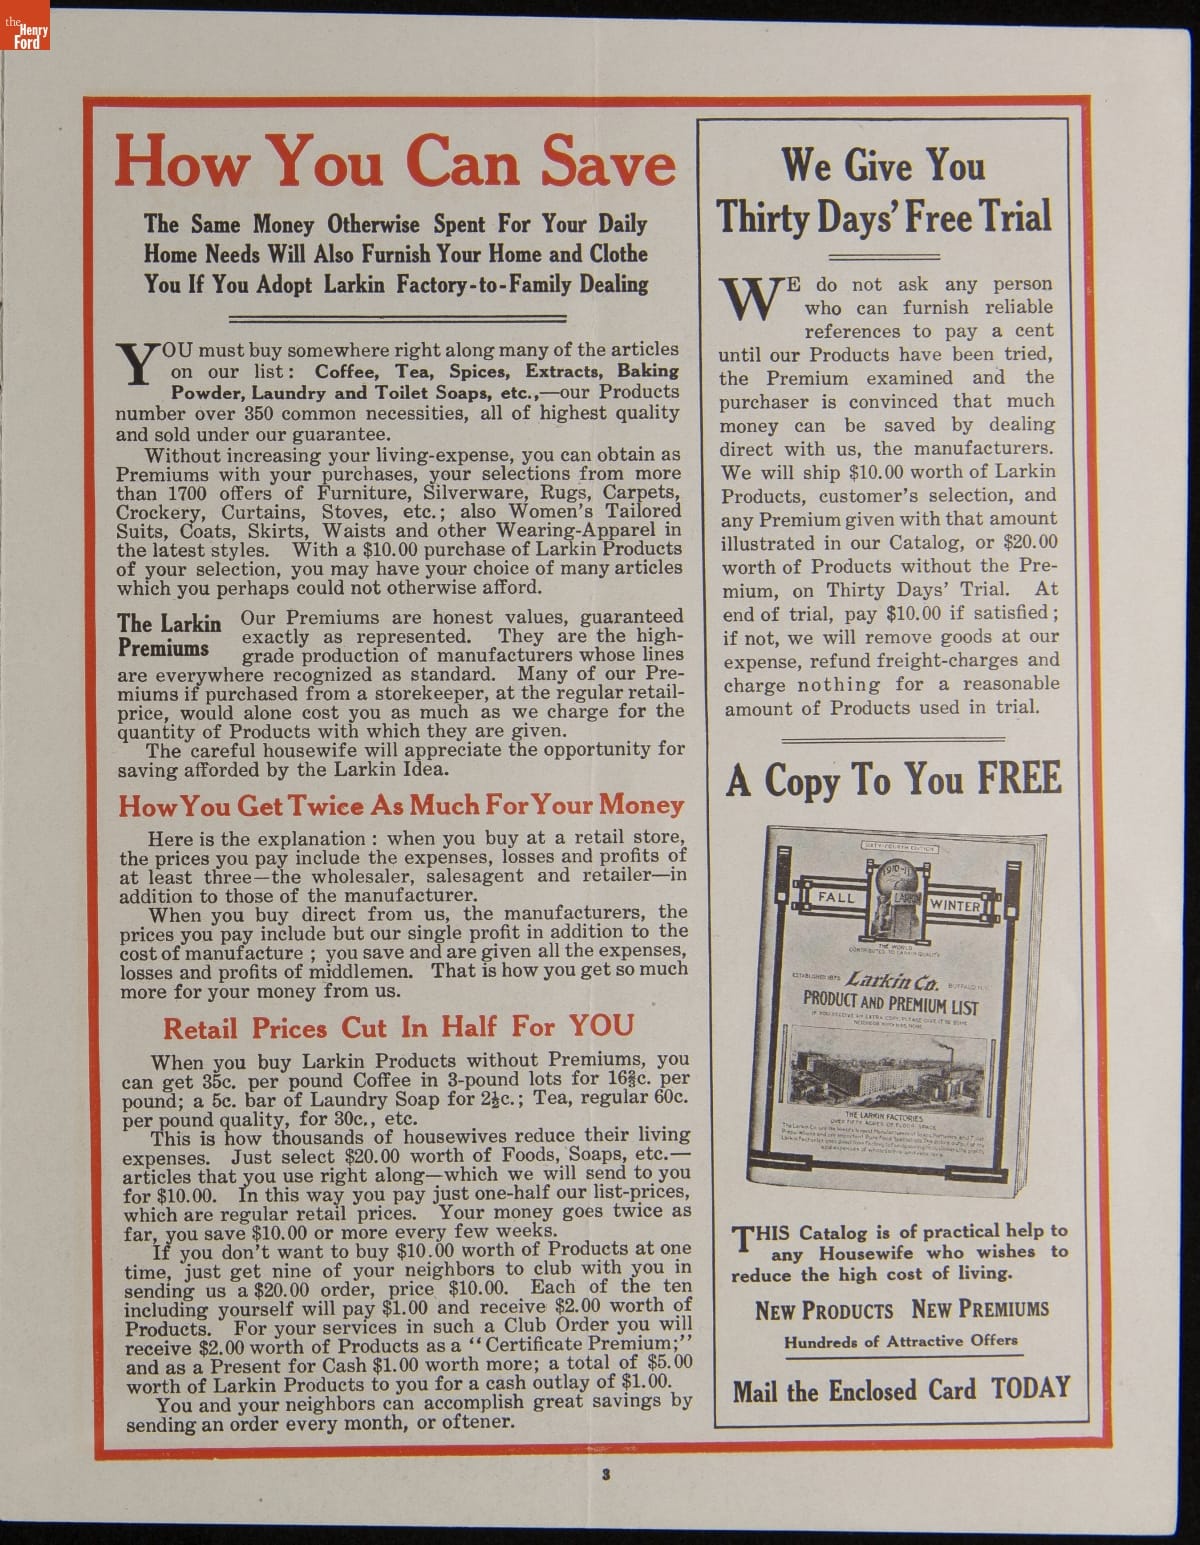 the
Henry
Ford
How You Can Save
The Same Money Otherwise Spent For Your Daily
Home Needs Will Also Furnish Your Home and Clothe
You If You Adopt Larkin Factory-to-Family Dealing
YOU must buy somewhere right along many of the articles
on our list: Coffee, Tea, Spices, Extracts, Baking
Powder, Laundry and Toilet Soaps, etc.,—our Products
number over 350 common necessities, all of highest quality
and sold under our guarantee.
Without increasing your living-expense, you can obtain as
Premiums with your purchases, your selections from more
than 1700 offers of Furniture, Silverware, Rugs, Carpets,
Crockery, Curtains, Stoves, etc.; also Women's Tailored
Suits, Coats, Skirts, Waists and other Wearing-Apparel in
the latest styles. With a $10.00 purchase of Larkin Products
of your selection, you may have your choice of many articles
which you perhaps could not otherwise afford.
The Larkin
Premiums
Our Premiums are honest values, guaranteed
exactly as represented. They are the high-
grade production of manufacturers whose lines
are everywhere recognized as standard. Many of our Pre-
miums if purchased from a storekeeper, at the regular retail-
price, would alone cost you as much as we charge for the
quantity of Products with which they are given.
The careful housewife will appreciate the opportunity for
saving afforded by the Larkin Idea.
How You Get Twice As Much For Your Money
Here is the explanation : when you buy at a retail store,
the prices you pay include the expenses, losses and profits of
at least three—the wholesaler, salesagent and retailer—in
addition to those of the manufacturer.
When you buy direct from us, the manufacturers, the
prices you pay include but our single profit in addition to the
cost of manufacture ; you save and are given all the expenses,
losses and profits of middlemen. That is how you get so much
more for your money from us.
Retail Prices Cut In Half For YOU
When you buy Larkin Products without Premiums, you
can get 35c. per pound Coffee in 3-pound lots for 16⅔c. per
pound; a 5c. bar of Laundry Soap for 2½c.; Tea, regular 60c.
per pound quality, for 30c., etc.
This is how thousands of housewives reduce their living
expenses. Just select $20.00 worth of Foods, Soaps, etc.—
articles that you use right along—which we will send to you
for $10.00. In this way you pay just one-half our list-prices,
which are regular retail prices. Your money goes twice as
far, you save $10.00 or more every few weeks.
If you don't want to buy $10.00 worth of Products at one
time, just get nine of your neighbors to club with you in
sending us a $20.00 order, price $10.00. Each of the ten
including yourself will pay $1.00 and receive $2.00 worth of
Products. For your services in such a Club Order you will
receive $2.00 worth of Products as a "Certificate Premium;"
and as a Present for Cash $1.00 worth more; a total of $5.00
worth of Larkin Products to you for a cash outlay of $1.00.
You and your neighbors can accomplish great savings by
sending an order every month, or oftener.
We Give You
Thirty Days' Free Trial
WE do not ask any person
who can furnish reliable
references to pay a cent
until our Products have been tried,
the Premium examined and the
purchaser is convinced that much
money can be saved by dealing
direct with us, the manufacturers.
We will ship $10.00 worth of Larkin
Products, customer's selection, and
any Premium given with that amount
illustrated in our Catalog, or $20.00
worth of Products without the Pre-
mium, on Thirty Days' Trial. At
end of trial, pay $10.00 if satisfied ;
if not, we will remove goods at our
expense, refund freight-charges and
charge nothing for a reasonable
amount of Products used in trial.
A Copy To You FREE
SIXTY-FOURTH EDITION
1910-11
FALL
LARKIN
WINTER
THE WORLD
CONTRIBUTES TO LARKIN QUALITY
ESTABLISHED 1875
Larkin Co.
BUFFALO N.Y.
PRODUCT AND PREMIUM LIST
IF YOU RECEIVE AN EXTRA COPY, PLEASE GIVE IT TO SOME
NEIGHBOR WHO HAS NONE
THE LARKIN FACTORIES
OVER FIFTY ACRES OF FLOOR SPACE
THIS Catalog is of practical help to
any Housewife who wishes to
reduce the high cost of living.
NEW PRODUCTS NEW PREMIUMS
Hundreds of Attractive Offers
Mail the Enclosed Card TODAY
3